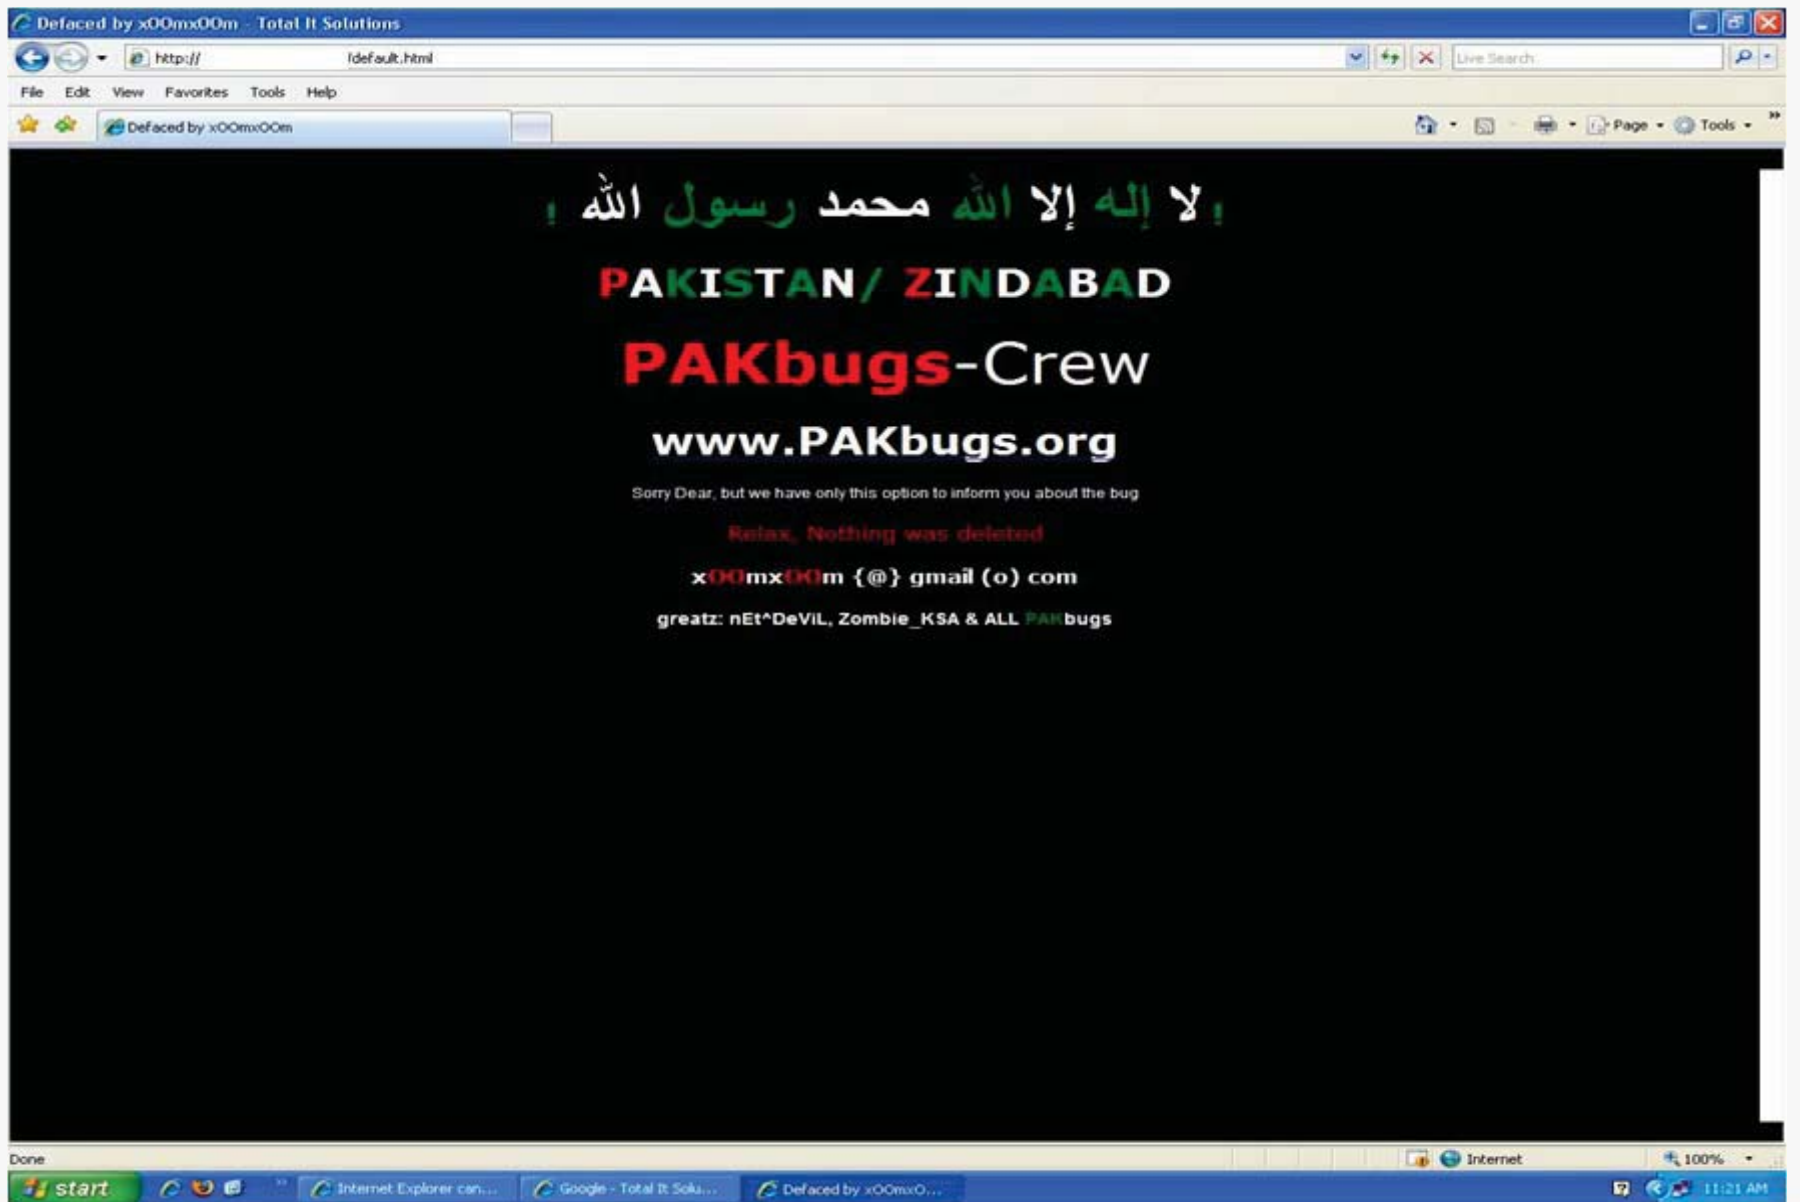 Defaced by xOOmxOOm - Total It Solutions
http:// /default.html
Live Search
File Edit View Favorites Tools Help
Defaced by xOOmxOOm
Page Tools
! لا إله إلا الله محمد رسول الله !
PAKISTAN/ ZINDABAD
PAKbugs-Crew
www.PAKbugs.org
Sorry Dear, but we have only this option to inform you about the bug
Relax, Nothing was deleted
xOOmxOOm {@} gmail (o) com
greatz: nEt^DeViL, Zombie_KSA & ALL PAKbugs
Done
Internet
100%
start
Internet Explorer can...
Google - Total It Solu...
Defaced by xOOmxO...
11:21 AM